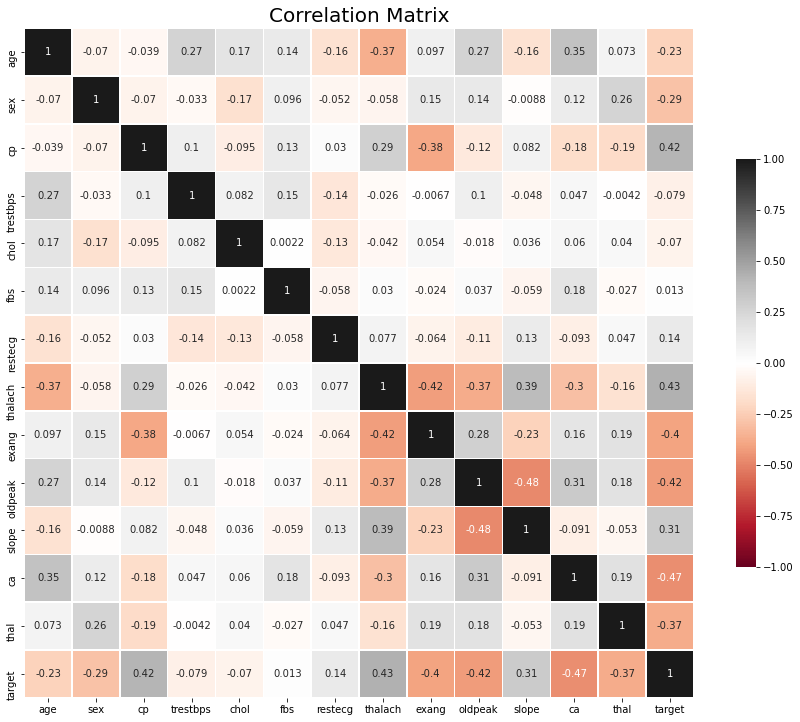 Correlation Matrix
age 1 -0.07 -0.039 0.27 0.17 0.14 -0.16 -0.37 0.097 0.27 -0.16 0.35 0.073 -0.23
sex -0.07 1 -0.07 -0.033 -0.17 0.096 -0.052 -0.058 0.15 0.14 -0.0088 0.12 0.26 -0.29
cp -0.039 -0.07 1 0.1 -0.095 0.13 0.03 0.29 -0.38 -0.12 0.082 -0.18 -0.19 0.42
trestbps 0.27 -0.033 0.1 1 0.082 0.15 -0.14 -0.026 -0.0067 0.1 -0.048 0.047 -0.0042 -0.079
chol 0.17 -0.17 -0.095 0.082 1 0.0022 -0.13 -0.042 0.054 -0.018 0.036 0.06 0.04 -0.07
fbs 0.14 0.096 0.13 0.15 0.0022 1 -0.058 0.03 -0.024 0.037 -0.059 0.18 -0.027 0.013
restecg -0.16 -0.052 0.03 -0.14 -0.13 -0.058 1 0.077 -0.064 -0.11 0.13 -0.093 0.047 0.14
thalach -0.37 -0.058 0.29 -0.026 -0.042 0.03 0.077 1 -0.42 -0.37 0.39 -0.3 -0.16 0.43
exang 0.097 0.15 -0.38 -0.0067 0.054 -0.024 -0.064 -0.42 1 0.28 -0.23 0.16 0.19 -0.4
oldpeak 0.27 0.14 -0.12 0.1 -0.018 0.037 -0.11 -0.37 0.28 1 -0.48 0.31 0.18 -0.42
slope -0.16 -0.0088 0.082 -0.048 0.036 -0.059 0.13 0.39 -0.23 -0.48 1 -0.091 -0.053 0.31
ca 0.35 0.12 -0.18 0.047 0.06 0.18 -0.093 -0.3 0.16 0.31 -0.091 1 0.19 -0.47
thal 0.073 0.26 -0.19 -0.0042 0.04 -0.027 0.047 -0.16 0.19 0.18 -0.053 0.19 1 -0.37
target -0.23 -0.29 0.42 -0.079 -0.07 0.013 0.14 0.43 -0.4 -0.42 0.31 -0.47 -0.37 1
age sex cp trestbps chol fbs restecg thalach exang oldpeak slope ca thal target
1.00
0.75
0.50
0.25
0.00
−0.25
−0.50
−0.75
−1.00